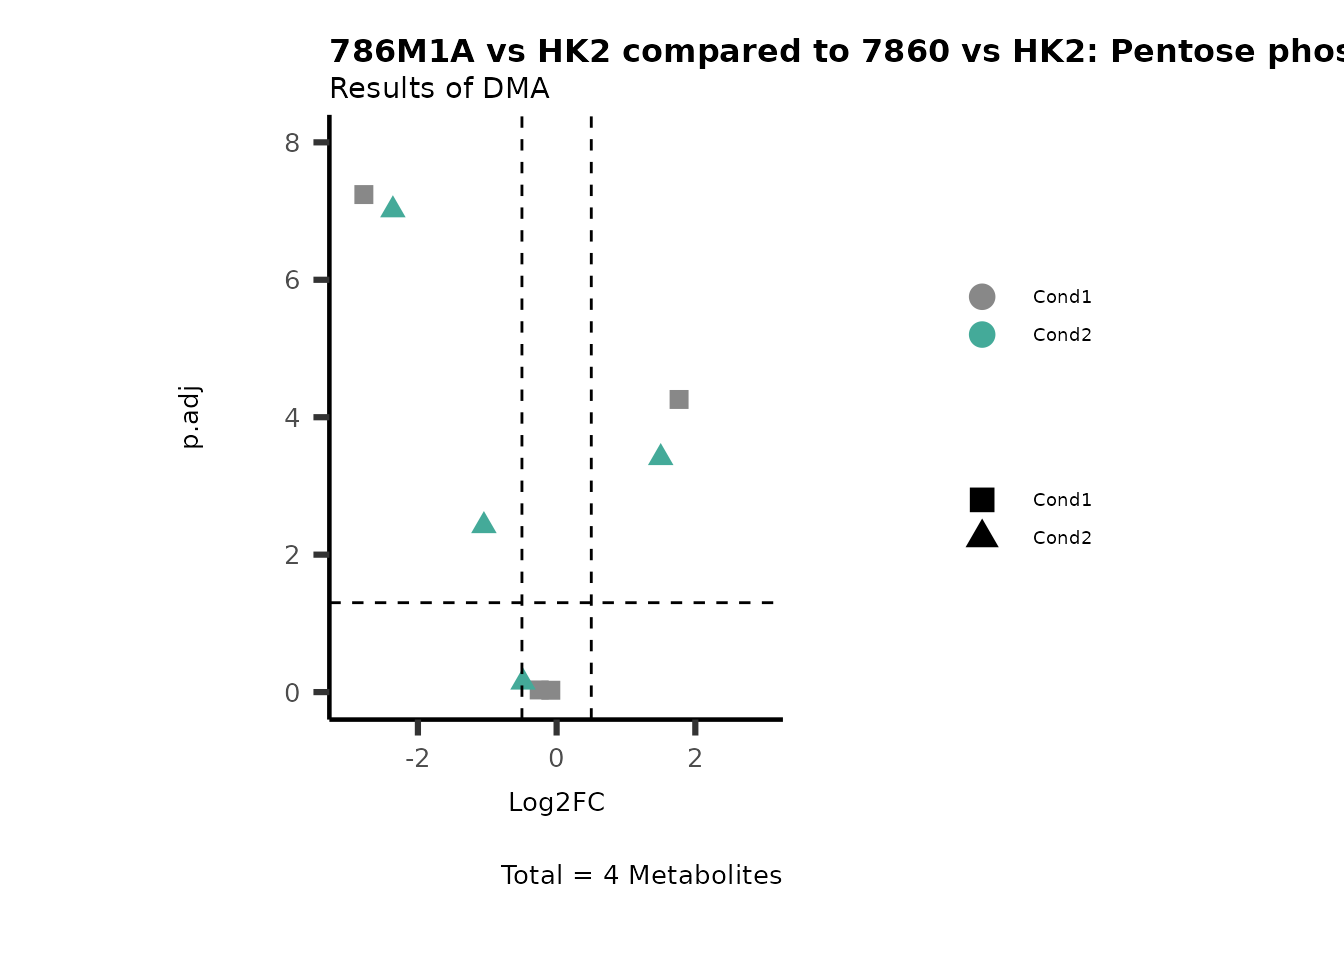 786M1A vs HK2 compared to 7860 vs HK2: Pentose phos
Results of DMA
8
6
4
2
0
p.adj
-2 0 2
Log2FC
Total = 4 Metabolites
Cond1
Cond2
Cond1
Cond2